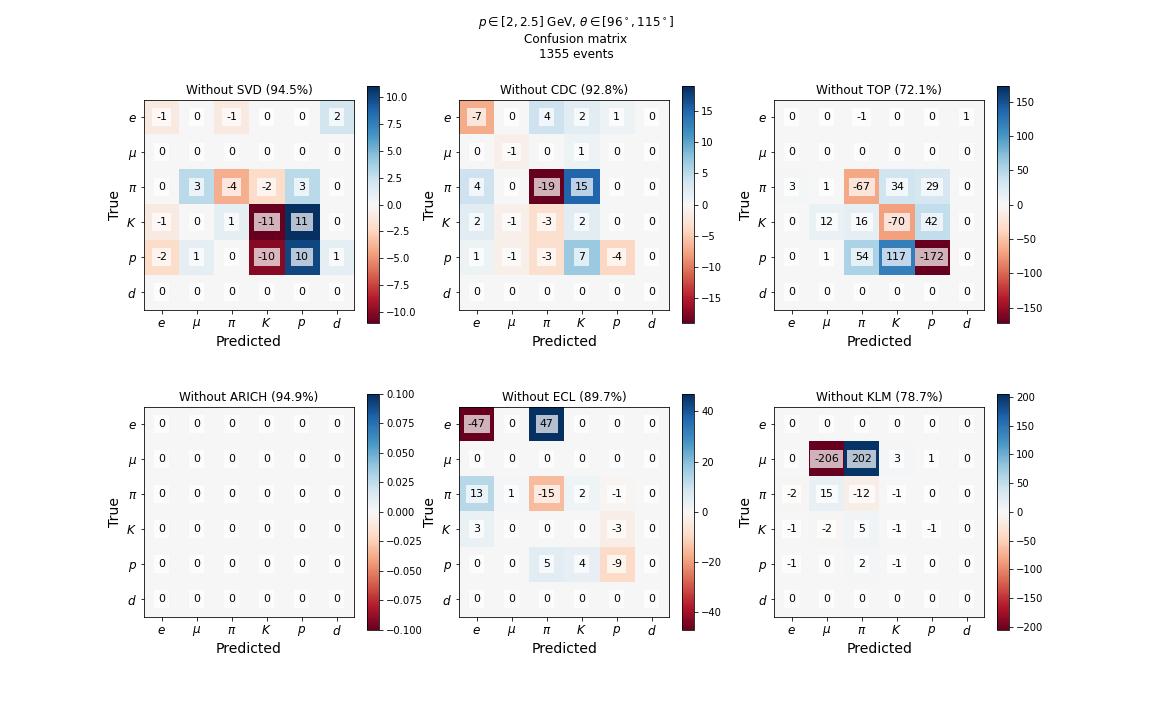 p ∈ [2, 2.5] GeV, θ ∈ [96°, 115°]
Confusion matrix
1355 events
Without SVD (94.5%)
True
e -1 0 -1 0 0 2
μ 0 0 0 0 0 0
π 0 3 -4 -2 3 0
K -1 0 1 -11 11 0
p -2 1 0 -10 10 1
d 0 0 0 0 0 0
e μ π K p d
Predicted
10.0
7.5
5.0
2.5
0.0
−2.5
−5.0
−7.5
−10.0
Without CDC (92.8%)
True
e -7 0 4 2 1 0
μ 0 -1 0 1 0 0
π 4 0 -19 15 0 0
K 2 -1 -3 2 0 0
p 1 -1 -3 7 -4 0
d 0 0 0 0 0 0
e μ π K p d
Predicted
15
10
5
0
−5
−10
−15
Without TOP (72.1%)
True
e 0 0 -1 0 0 1
μ 0 0 0 0 0 0
π 3 1 -67 34 29 0
K 0 12 16 -70 42 0
p 0 1 54 117 -172 0
d 0 0 0 0 0 0
e μ π K p d
Predicted
150
100
50
0
−50
−100
−150
Without ARICH (94.9%)
True
e 0 0 0 0 0 0
μ 0 0 0 0 0 0
π 0 0 0 0 0 0
K 0 0 0 0 0 0
p 0 0 0 0 0 0
d 0 0 0 0 0 0
e μ π K p d
Predicted
0.100
0.075
0.050
0.025
0.000
−0.025
−0.050
−0.075
−0.100
Without ECL (89.7%)
True
e -47 0 47 0 0 0
μ 0 0 0 0 0 0
π 13 1 -15 2 -1 0
K 3 0 0 0 -3 0
p 0 0 5 4 -9 0
d 0 0 0 0 0 0
e μ π K p d
Predicted
40
20
0
−20
−40
Without KLM (78.7%)
True
e 0 0 0 0 0 0
μ 0 -206 202 3 1 0
π -2 15 -12 -1 0 0
K -1 -2 5 -1 -1 0
p -1 0 2 -1 0 0
d 0 0 0 0 0 0
e μ π K p d
Predicted
200
150
100
50
0
−50
−100
−150
−200